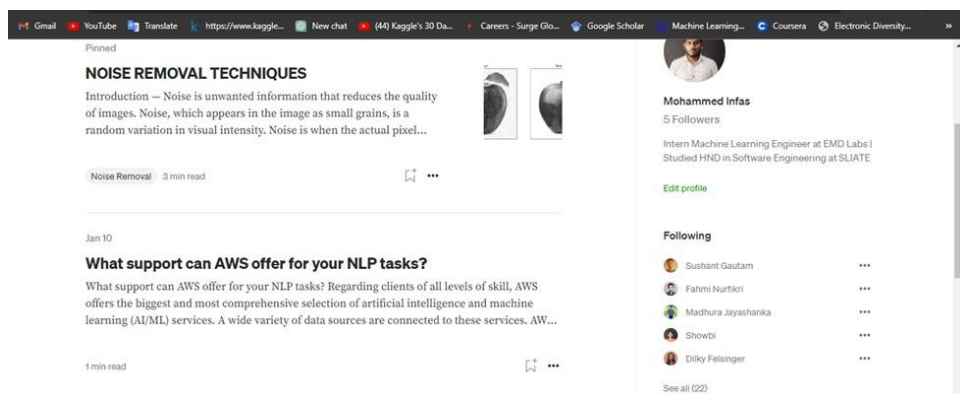 Gmail YouTube Translate https://www.kaggle... New chat (44) Kaggle's 30 Da... Careers - Surge Glo... Google Scholar Machine Learning... Coursera Electronic Diversity... »
Pinned
NOISE REMOVAL TECHNIQUES
Introduction — Noise is unwanted information that reduces the quality
of images. Noise, which appears in the image as small grains, is a
random variation in visual intensity. Noise is when the actual pixel...
Noise Removal 3 min read
Jan 10
What support can AWS offer for your NLP tasks?
What support can AWS offer for your NLP tasks? Regarding clients of all levels of skill, AWS
offers the biggest and most comprehensive selection of artificial intelligence and machine
learning (AI/ML) services. A wide variety of data sources are connected to these services. AW...
1 min read
Mohammed Infas
5 Followers
Intern Machine Learning Engineer at EMD Labs |
Studied HND in Software Engineering at SLIATE
Edit profile
Following
Sushant Gautam
Fahmi Nurfikri
Madhura Jayashanka
Showbi
Dilky Felsinger
See all (22)